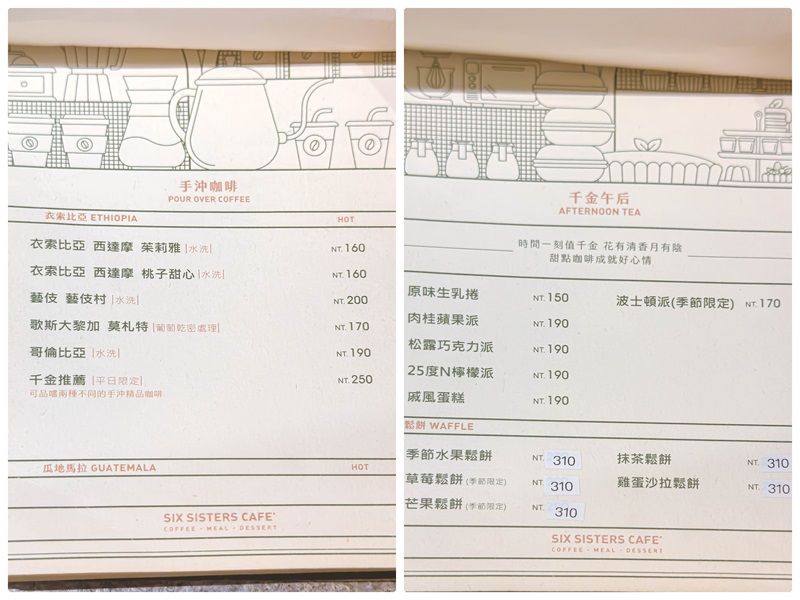 手沖咖啡
POUR OVER COFFEE
衣索比亞 ETHIOPIA HOT
衣索比亞 西達摩 茱莉雅 |水洗| NT. 160
衣索比亞 西達摩 桃子甜心 |水洗| NT. 160
藝伎 藝伎村 |水洗| NT. 200
歌斯大黎加 莫札特 |葡萄乾密處理| NT. 170
哥倫比亞 |水洗| NT. 190
千金推薦 |平日限定| NT. 250
可品嚐兩種不同的手沖精品咖啡
瓜地馬拉 GUATEMALA HOT
SIX SISTERS CAFE
COFFEE · MEAL · DESSERT
千金午后
AFTERNOON TEA
時間一刻值千金 花有清香月有陰
甜點咖啡成就好心情
原味生乳捲 NT. 150 波士頓派(季節限定) NT. 170
肉桂蘋果派 NT. 190
松露巧克力派 NT. 190
25度N檸檬派 NT. 190
戚風蛋糕 NT. 190
鬆餅 WAFFLE
季節水果鬆餅 NT. 310 抹茶鬆餅 NT. 310
草莓鬆餅 (季節限定) NT. 310 雞蛋沙拉鬆餅 NT. 310
芒果鬆餅 (季節限定) NT. 310
SIX SISTERS CAFE
COFFEE · MEAL · DESSERT